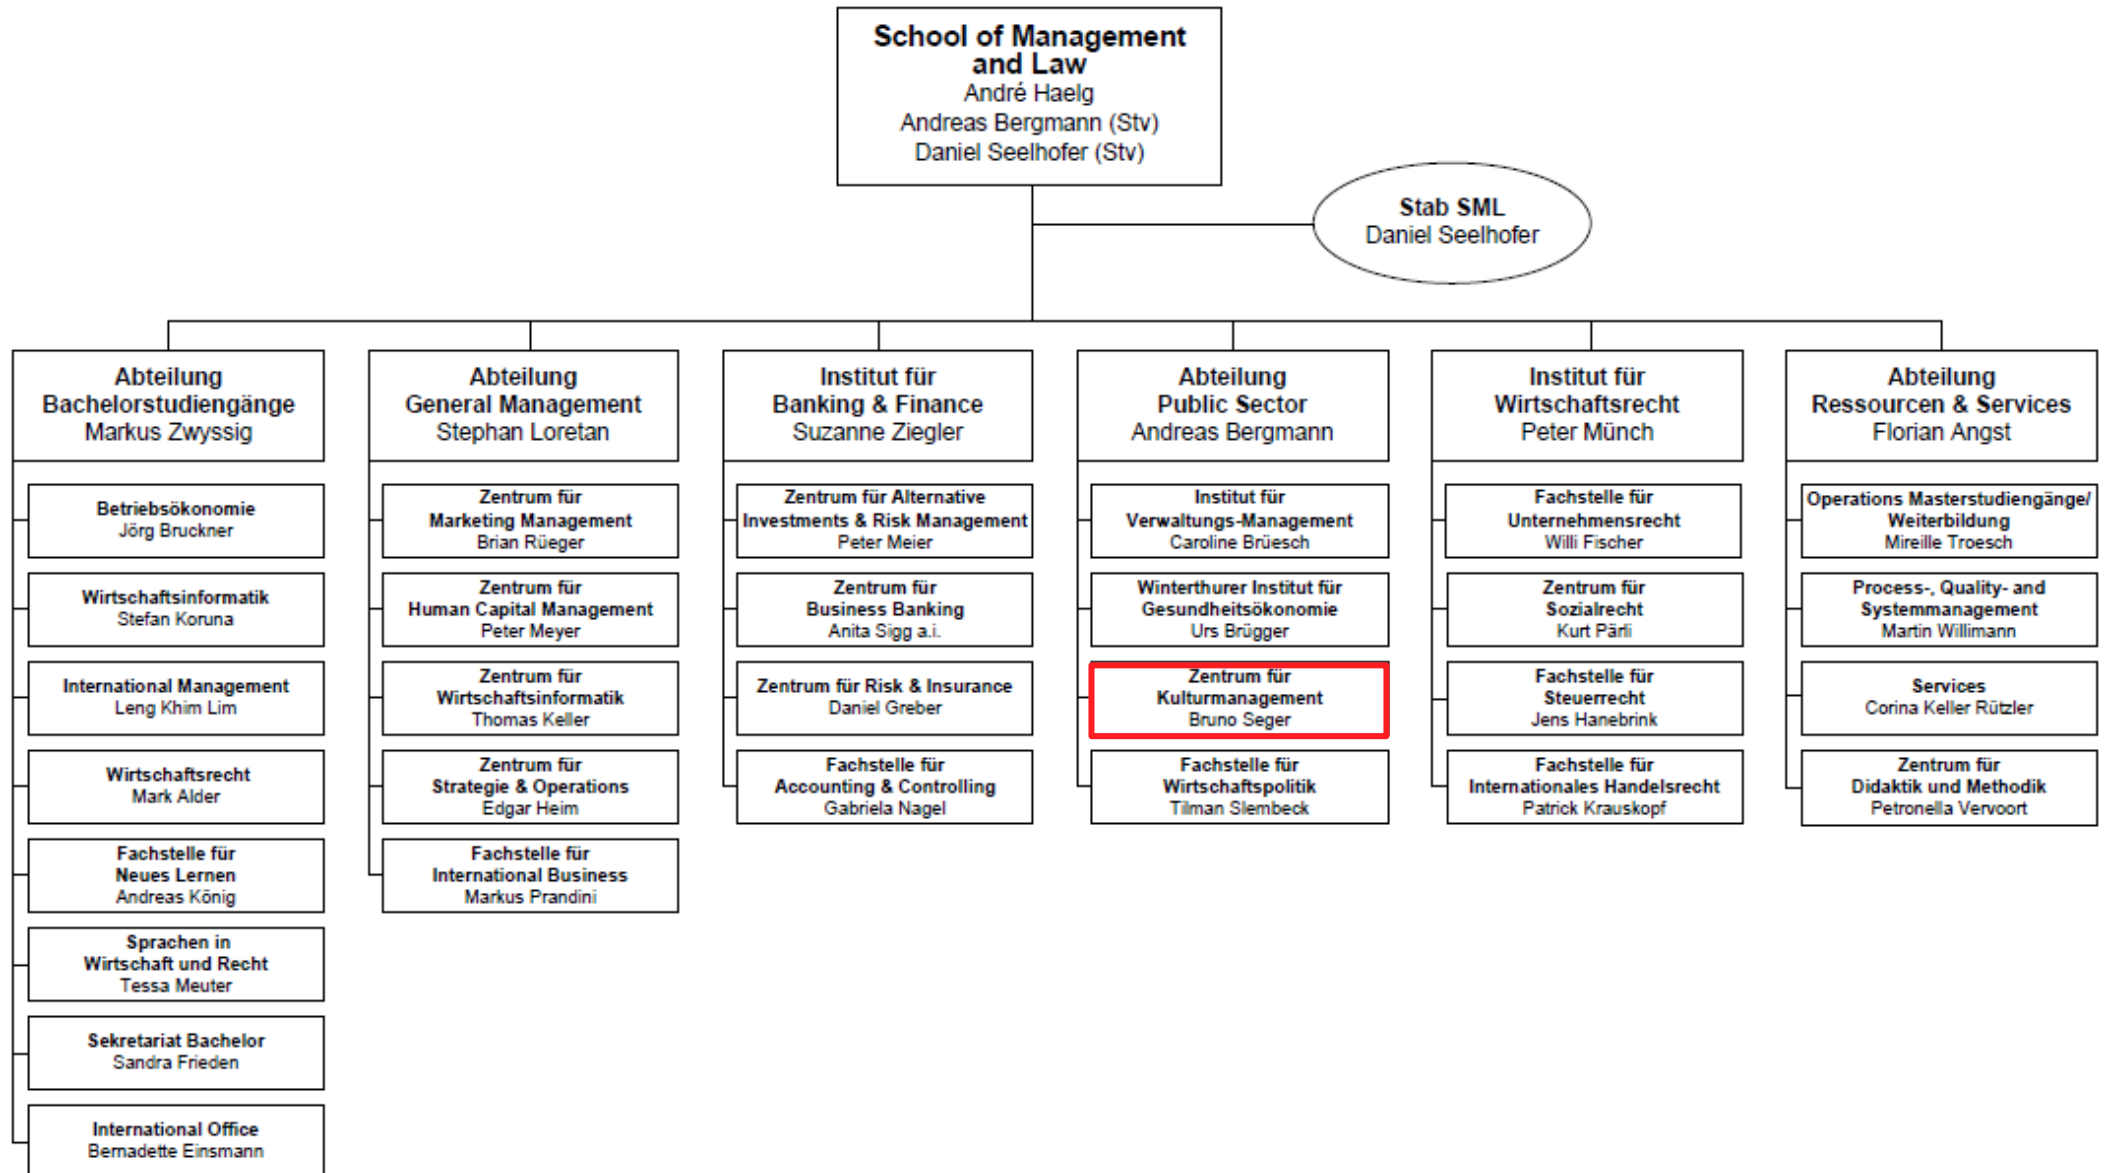 School of Management
and Law
André Haelg
Andreas Bergmann (Stv)
Daniel Seelhofer (Stv)
Stab SML
Daniel Seelhofer
Abteilung
Bachelorstudiengänge
Markus Zwyssig
Betriebsökonomie
Jörg Bruckner
Wirtschaftsinformatik
Stefan Koruna
International Management
Leng Khim Lim
Wirtschaftsrecht
Mark Alder
Fachstelle für
Neues Lernen
Andreas König
Sprachen in
Wirtschaft und Recht
Tessa Meuter
Sekretariat Bachelor
Sandra Frieden
International Office
Bernadette Einsmann
Abteilung
General Management
Stephan Loretan
Zentrum für
Marketing Management
Brian Rüeger
Zentrum für
Human Capital Management
Peter Meyer
Zentrum für
Wirtschaftsinformatik
Thomas Keller
Zentrum für
Strategie & Operations
Edgar Heim
Fachstelle für
International Business
Markus Prandini
Institut für
Banking & Finance
Suzanne Ziegler
Zentrum für Alternative
Investments & Risk Management
Peter Meier
Zentrum für
Business Banking
Anita Sigg a.i.
Zentrum für Risk & Insurance
Daniel Greber
Fachstelle für
Accounting & Controlling
Gabriela Nagel
Abteilung
Public Sector
Andreas Bergmann
Institut für
Verwaltungs-Management
Caroline Brüesch
Winterthurer Institut für
Gesundheitsökonomie
Urs Brügger
Zentrum für
Kulturmanagement
Bruno Seger
Fachstelle für
Wirtschaftspolitik
Tilman Slembeck
Institut für
Wirtschaftsrecht
Peter Münch
Fachstelle für
Unternehmensrecht
Willi Fischer
Zentrum für
Sozialrecht
Kurt Pärli
Fachstelle für
Steuerrecht
Jens Hanebrink
Fachstelle für
Internationales Handelsrecht
Patrick Krauskopf
Abteilung
Ressourcen & Services
Florian Angst
Operations Masterstudiengänge/
Weiterbildung
Mireille Troesch
Process-, Quality- and
Systemmanagement
Martin Willimann
Services
Corina Keller Rützler
Zentrum für
Didaktik und Methodik
Petronella Vervoort